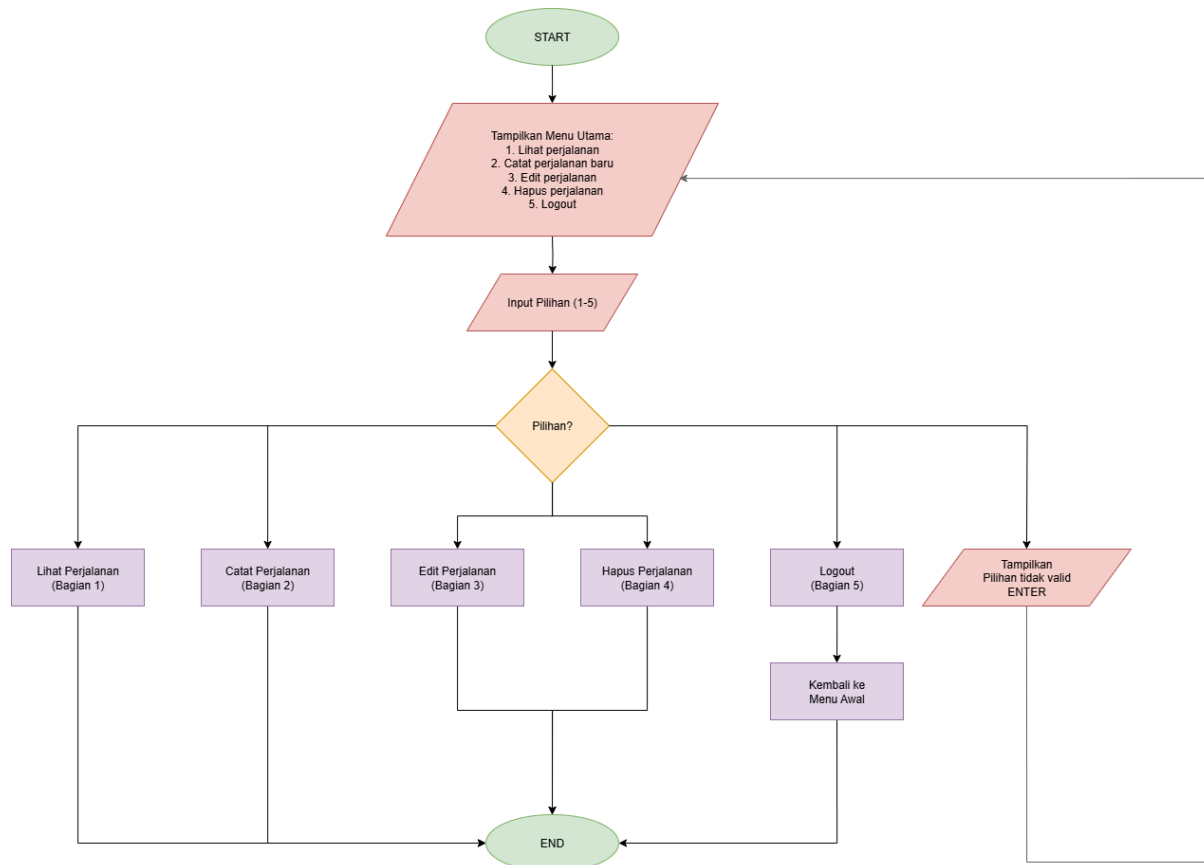 START
Tampilkan Menu Utama:
1. Lihat perjalanan
2. Catat perjalanan baru
3. Edit perjalanan
4. Hapus perjalanan
5. Logout
Input Pilihan (1-5)
Pilihan?
Lihat Perjalanan
(Bagian 1)
Catat Perjalanan
(Bagian 2)
Edit Perjalanan
(Bagian 3)
Hapus Perjalanan
(Bagian 4)
Logout
(Bagian 5)
Tampilkan
Pilihan tidak valid
ENTER
Kembali ke
Menu Awal
END